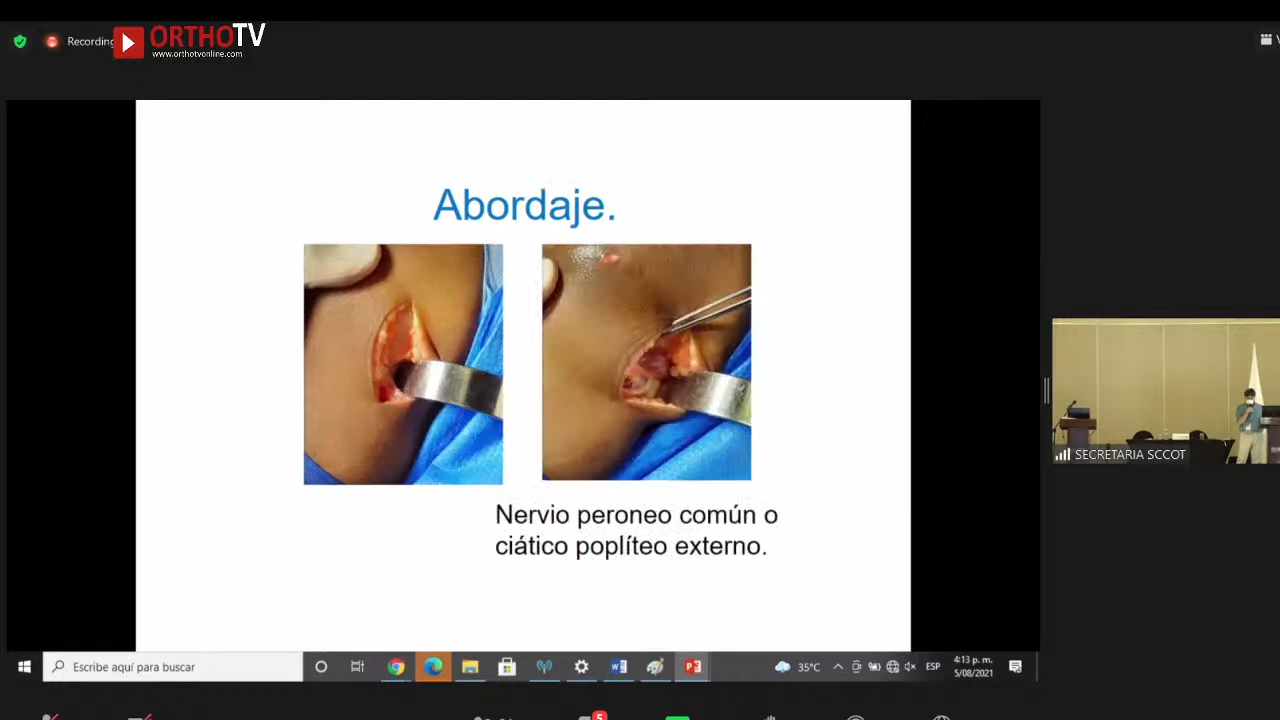 Recording
ORTHOTV
www.orthotvonline.com
Abordaje.
Nervio peroneo común o
ciático poplíteo externo.
SECRETARIA SCCOT
Escribe aquí para buscar
35°C
ESP
4:13 p. m.
5/08/2021
5